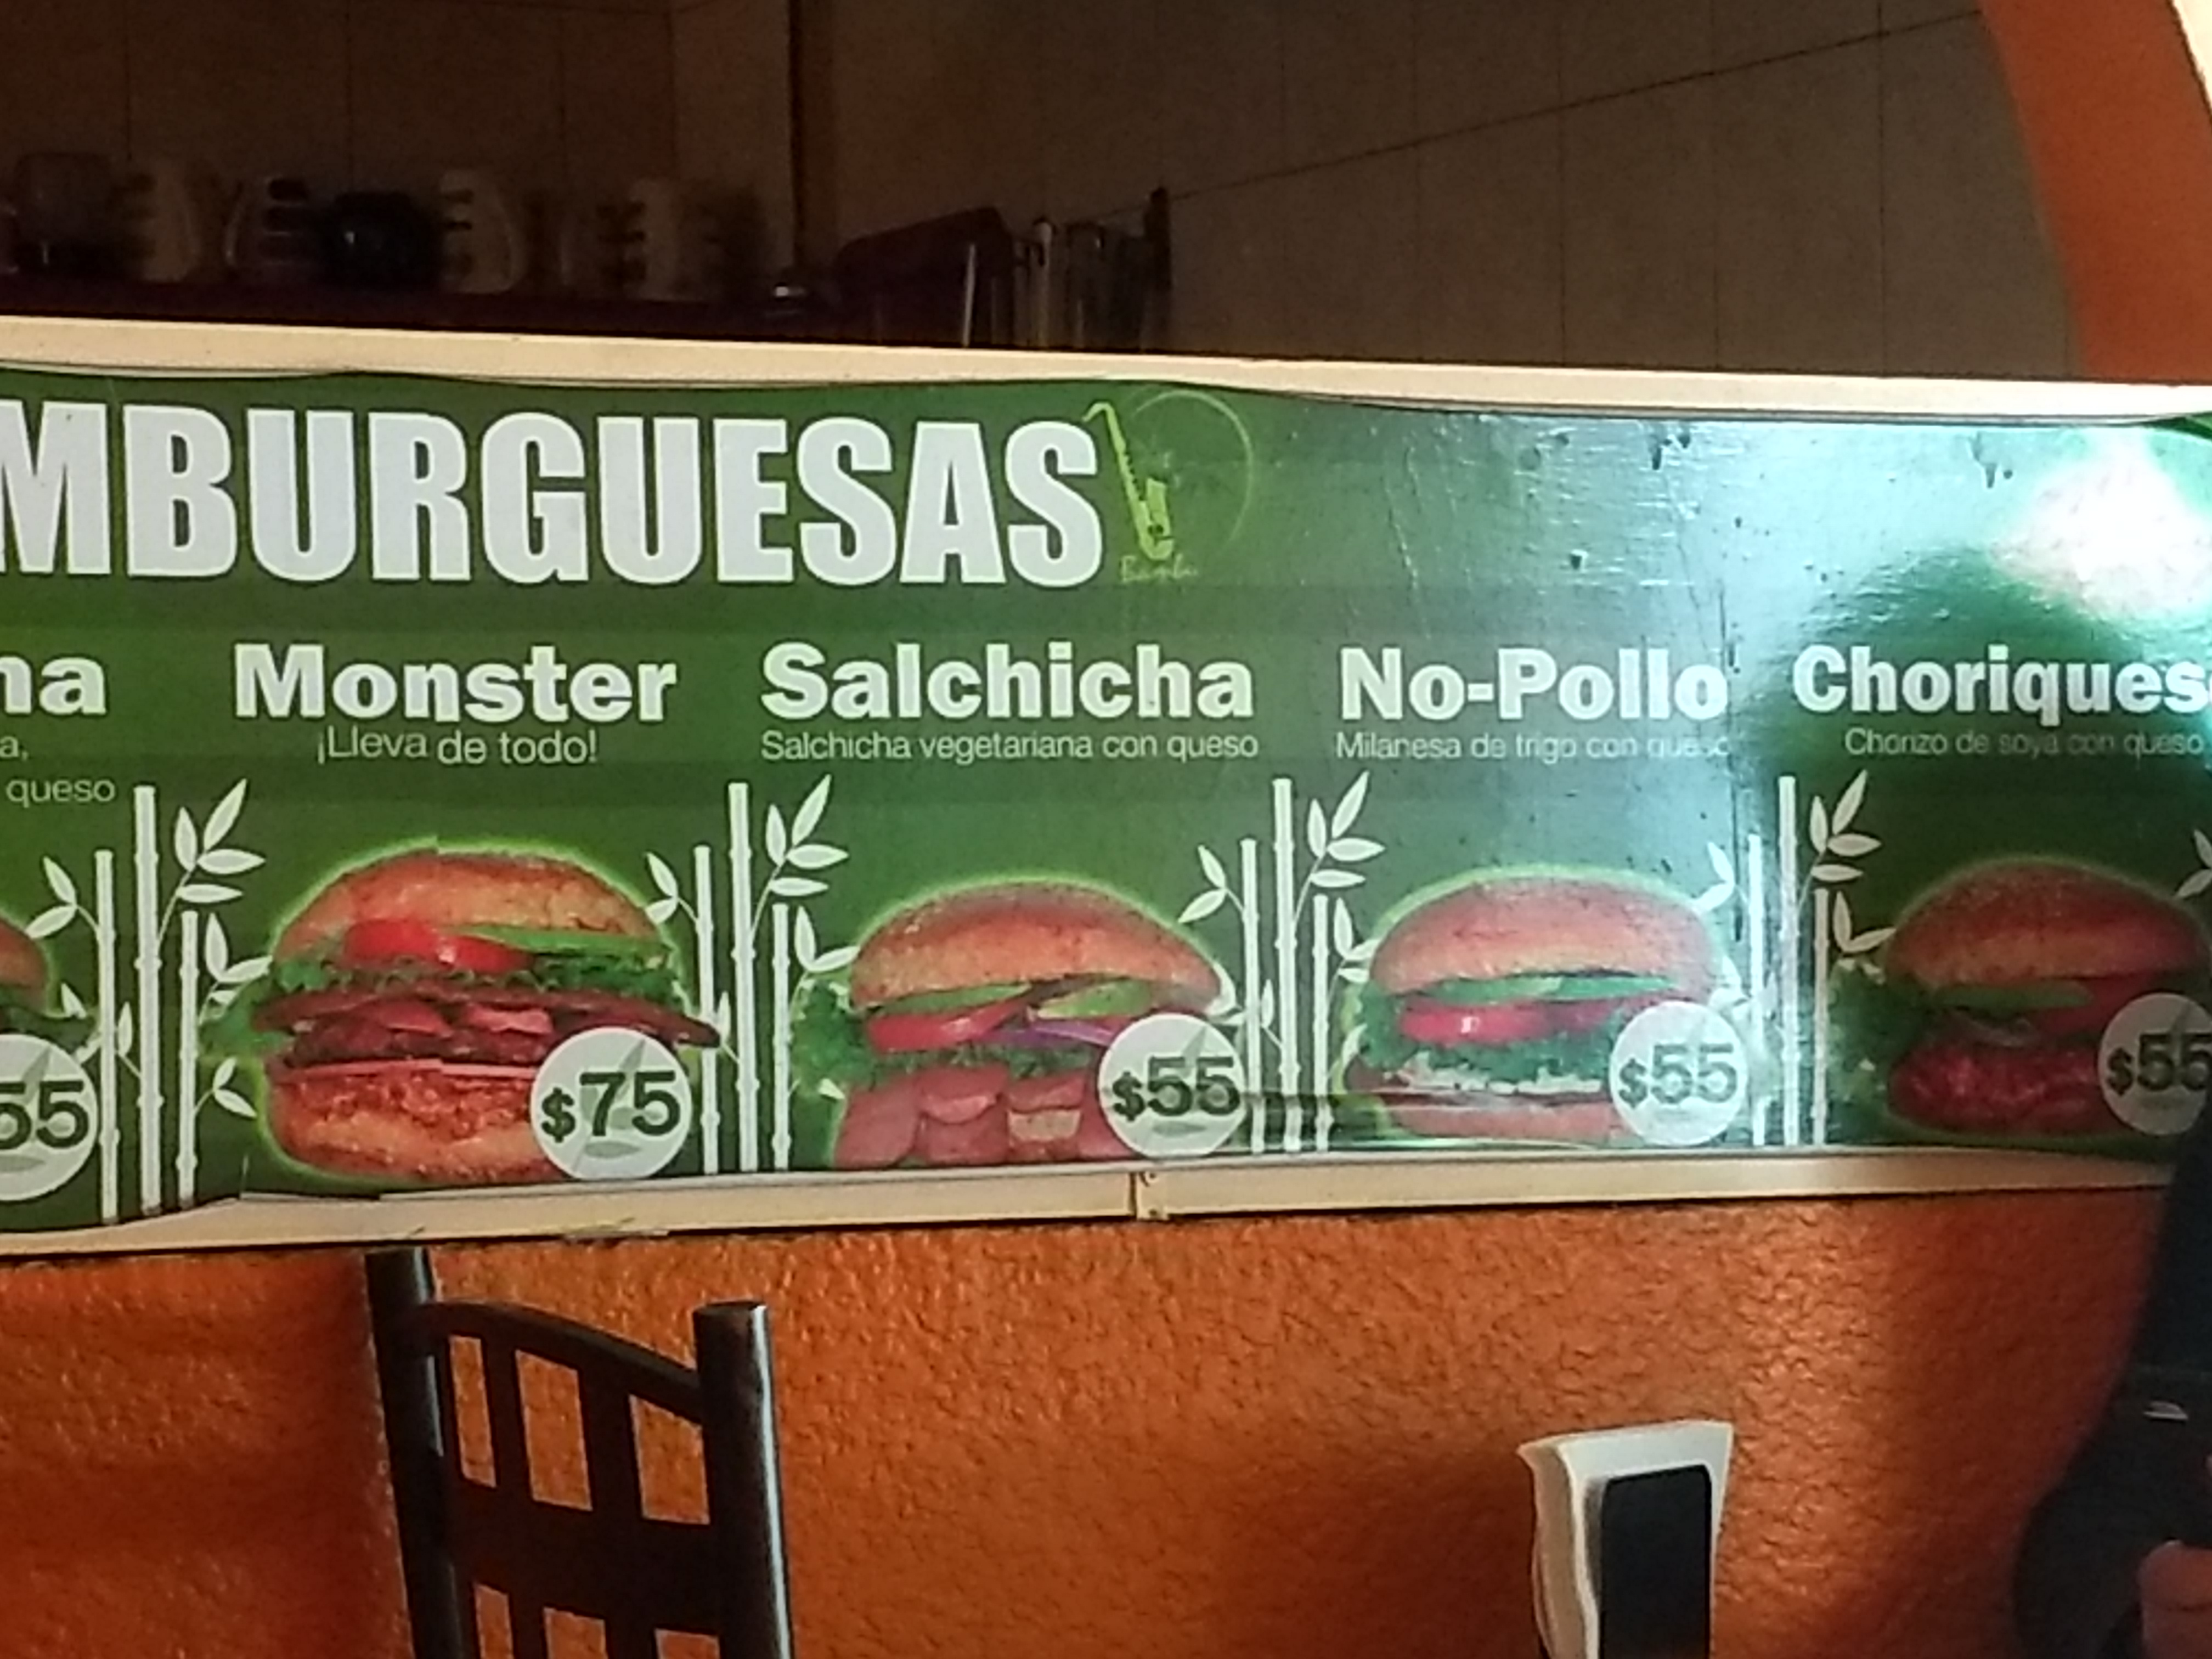 MBURGUESAS
Bambu
na
a,
queso
55
Monster
¡Lleva de todo!
$75
Salchicha
Salchicha vegetariana con queso
$55
No-Pollo
Milanesa de trigo con queso
$55
Choriques
Chorizo de soya con queso
$55